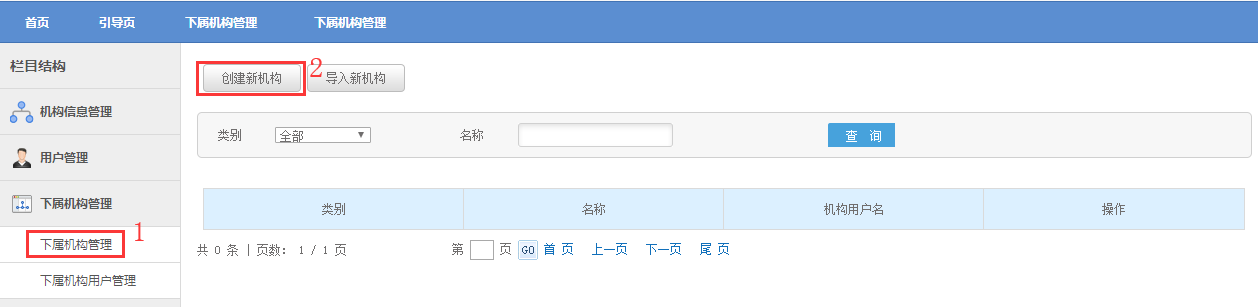 首页 引导页 下属机构管理 下属机构管理
栏目结构
机构信息管理
用户管理
下属机构管理
下属机构管理 1
下属机构用户管理
创建新机构 2 导入新机构
类别 全部 名称 查 询
类别 名称 机构用户名 操作
共 0 条 | 页数: 1 / 1 页 第 页 GO 首 页 上一页 下一页 尾 页